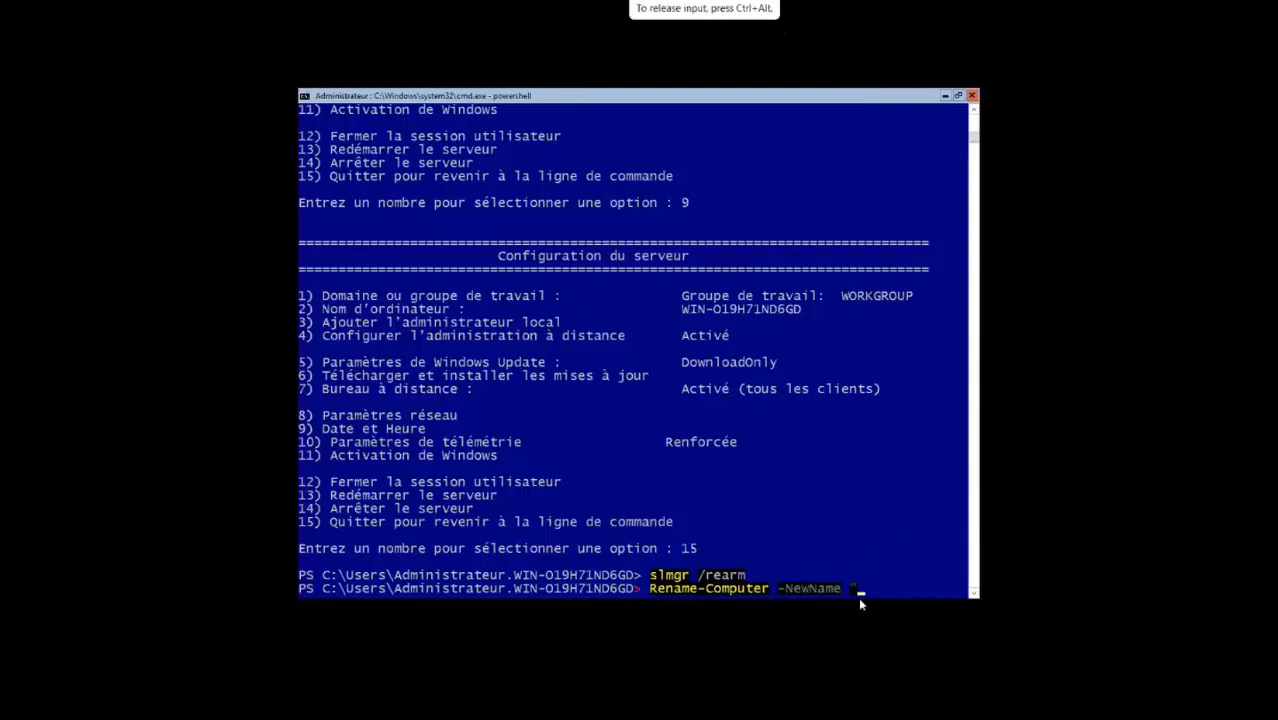 To release input, press Ctrl+Alt.
Administrateur : C:\Windows\system32\cmd.exe - powershell
11) Activation de Windows
12) Fermer la session utilisateur
13) Redémarrer le serveur
14) Arrêter le serveur
15) Quitter pour revenir à la ligne de commande
Entrez un nombre pour sélectionner une option : 9
===============================================================================
Configuration du serveur
===============================================================================
1) Domaine ou groupe de travail : Groupe de travail: WORKGROUP
2) Nom d'ordinateur : WIN-O19H71ND6GD
3) Ajouter l'administrateur local
4) Configurer l'administration à distance Activé
5) Paramètres de Windows Update : DownloadOnly
6) Télécharger et installer les mises à jour
7) Bureau à distance : Activé (tous les clients)
8) Paramètres réseau
9) Date et Heure
10) Paramètres de télémétrie Renforcée
11) Activation de Windows
12) Fermer la session utilisateur
13) Redémarrer le serveur
14) Arrêter le serveur
15) Quitter pour revenir à la ligne de commande
Entrez un nombre pour sélectionner une option : 15
PS C:\Users\Administrateur.WIN-O19H71ND6GD> slmgr /rearm
PS C:\Users\Administrateur.WIN-O19H71ND6GD> Rename-Computer -NewName "_